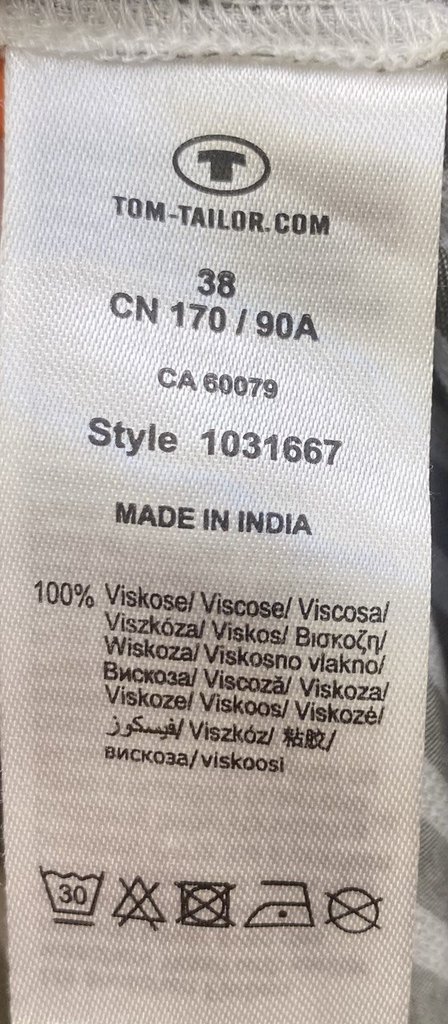 TOM-TAILOR.COM
38
CN 170 / 90A
CA 60079
Style 1031667
MADE IN INDIA
100% Viskose/ Viscose/ Viscosa/
Viszkóza/ Viskos/ Βισκοζη/
Wiskoza/ Viskosno vlakno/
Вискоза/ Viscoză/ Viskoza/
Viskoze/ Viskoos/ Viskozė/
فيسكوز/ Viszkóz/ 粘胶/
вискоза/ viskoosi
30